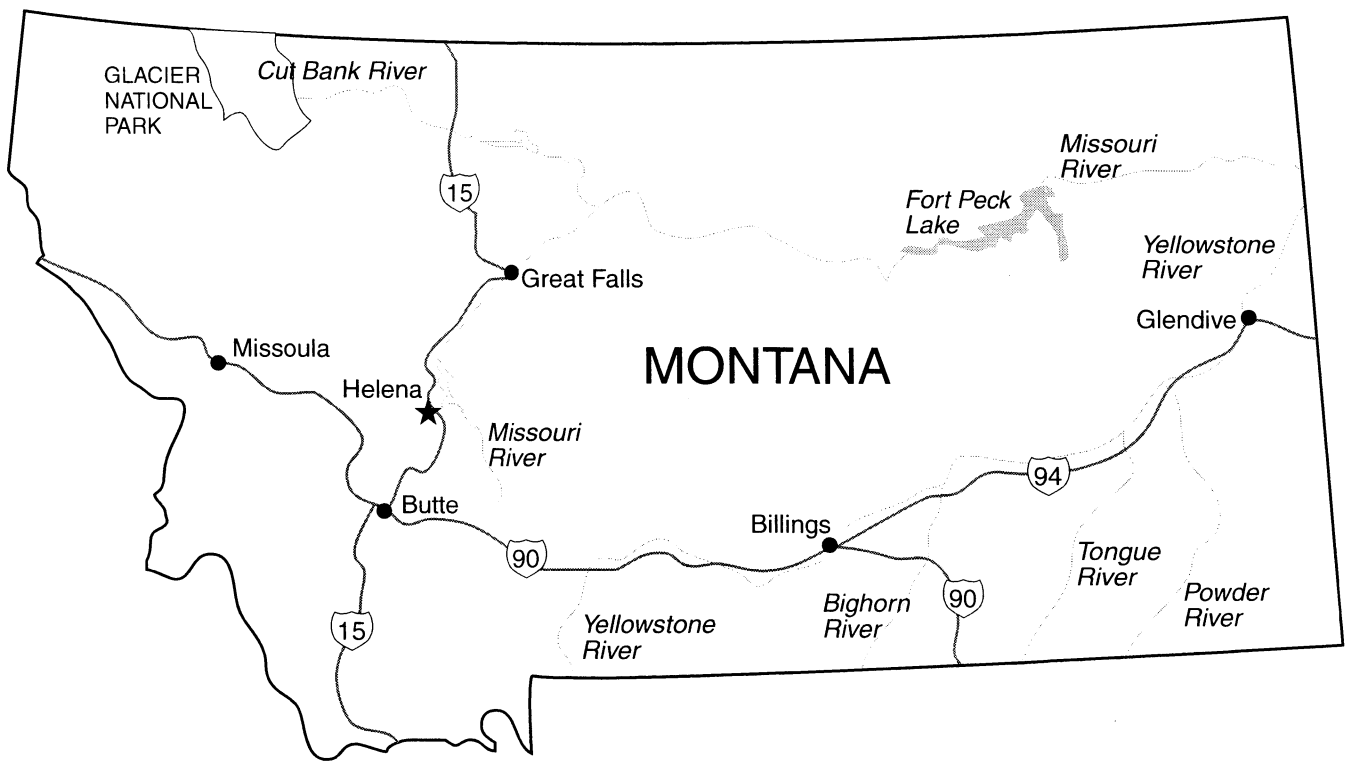 GLACIER
NATIONAL
PARK
Cut Bank River
15
Missouri
River
Fort Peck
Lake
Yellowstone
River
Great Falls
Glendive
Missoula
MONTANA
Helena
Missouri
River
94
Butte
Billings
90
Tongue
River
Bighorn
River
90
Powder
River
15
Yellowstone
River